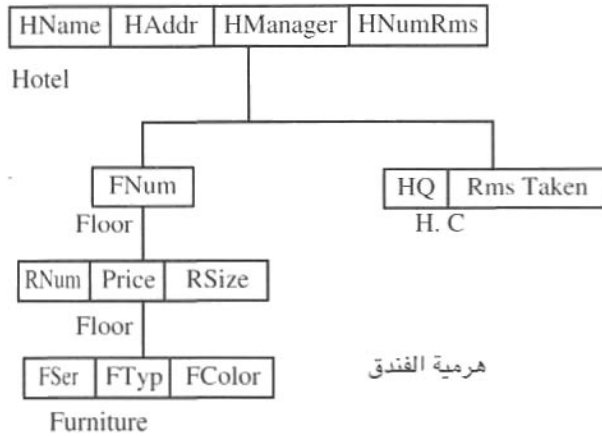 HName HAddr HManager HNumRms
Hotel
FNum
HQ Rms Taken
Floor
H. C
RNum Price RSize
Floor
هرمية الفندق
FSer FTyp FColor
Furniture